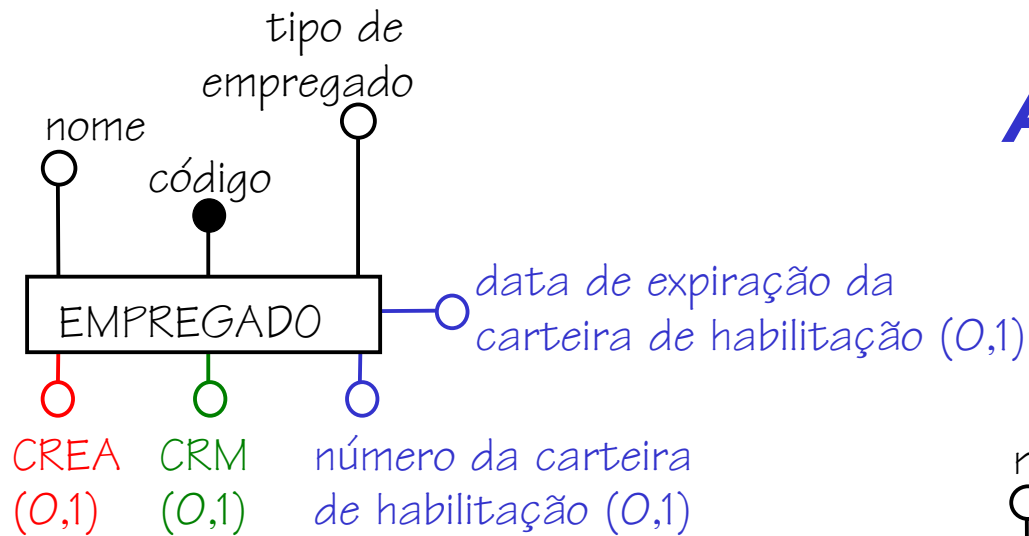 tipo de
empregado
nome
código
EMPREGADO
data de expiração da
carteira de habilitação (0,1)
CREA
(0,1)
CRM
(0,1)
número da carteira
de habilitação (0,1)